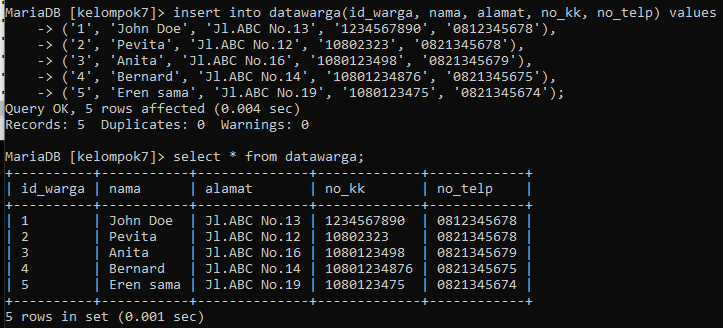 MariaDB [kelompok7]> insert into datawarga(id_warga, nama, alamat, no_kk, no_telp) values
    -> ('1', 'John Doe', 'Jl.ABC No.13', '1234567890', '0812345678'),
    -> ('2', 'Pevita', 'Jl.ABC No.12', '10802323', '0821345678'),
    -> ('3', 'Anita', 'Jl.ABC No.16', '1080123498', '0821345679'),
    -> ('4', 'Bernard', 'Jl.ABC No.14', '10801234876', '0821345675'),
    -> ('5', 'Eren sama', 'Jl.ABC No.19', '1080123475', '0821345674');
Query OK, 5 rows affected (0.004 sec)
Records: 5  Duplicates: 0  Warnings: 0
MariaDB [kelompok7]> select * from datawarga;
+----------+-----------+--------------+-------------+------------+
| id_warga | nama      | alamat       | no_kk       | no_telp    |
+----------+-----------+--------------+-------------+------------+
| 1        | John Doe  | Jl.ABC No.13 | 1234567890  | 0812345678 |
| 2        | Pevita    | Jl.ABC No.12 | 10802323    | 0821345678 |
| 3        | Anita     | Jl.ABC No.16 | 1080123498  | 0821345679 |
| 4        | Bernard   | Jl.ABC No.14 | 10801234876 | 0821345675 |
| 5        | Eren sama | Jl.ABC No.19 | 1080123475  | 0821345674 |
+----------+-----------+--------------+-------------+------------+
5 rows in set (0.001 sec)